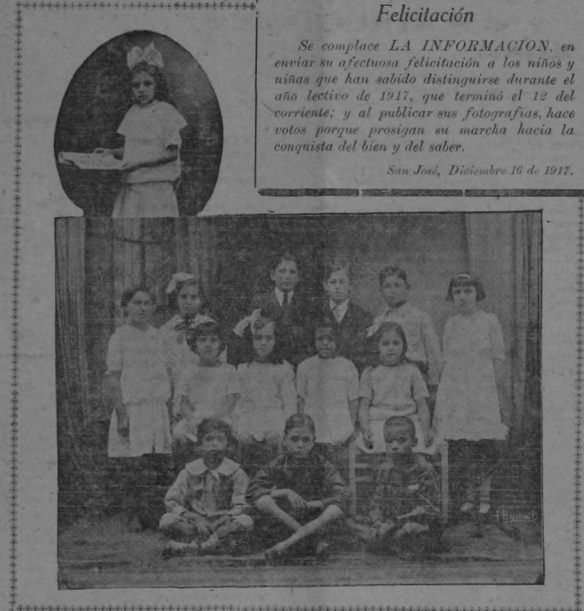 Felicitación
Se complace LA INFORMACION, en
enviar su afectuosa felicitación a los niños y
niñas que han sabido distinguirse durante el
año lectivo de 1917, que terminó el 12 del
corriente; y al publicar sus fotografías, hace
votos porque prosigan su marcha hacia la
conquista del bien y del saber.
San José, Diciembre 16 de 1917.